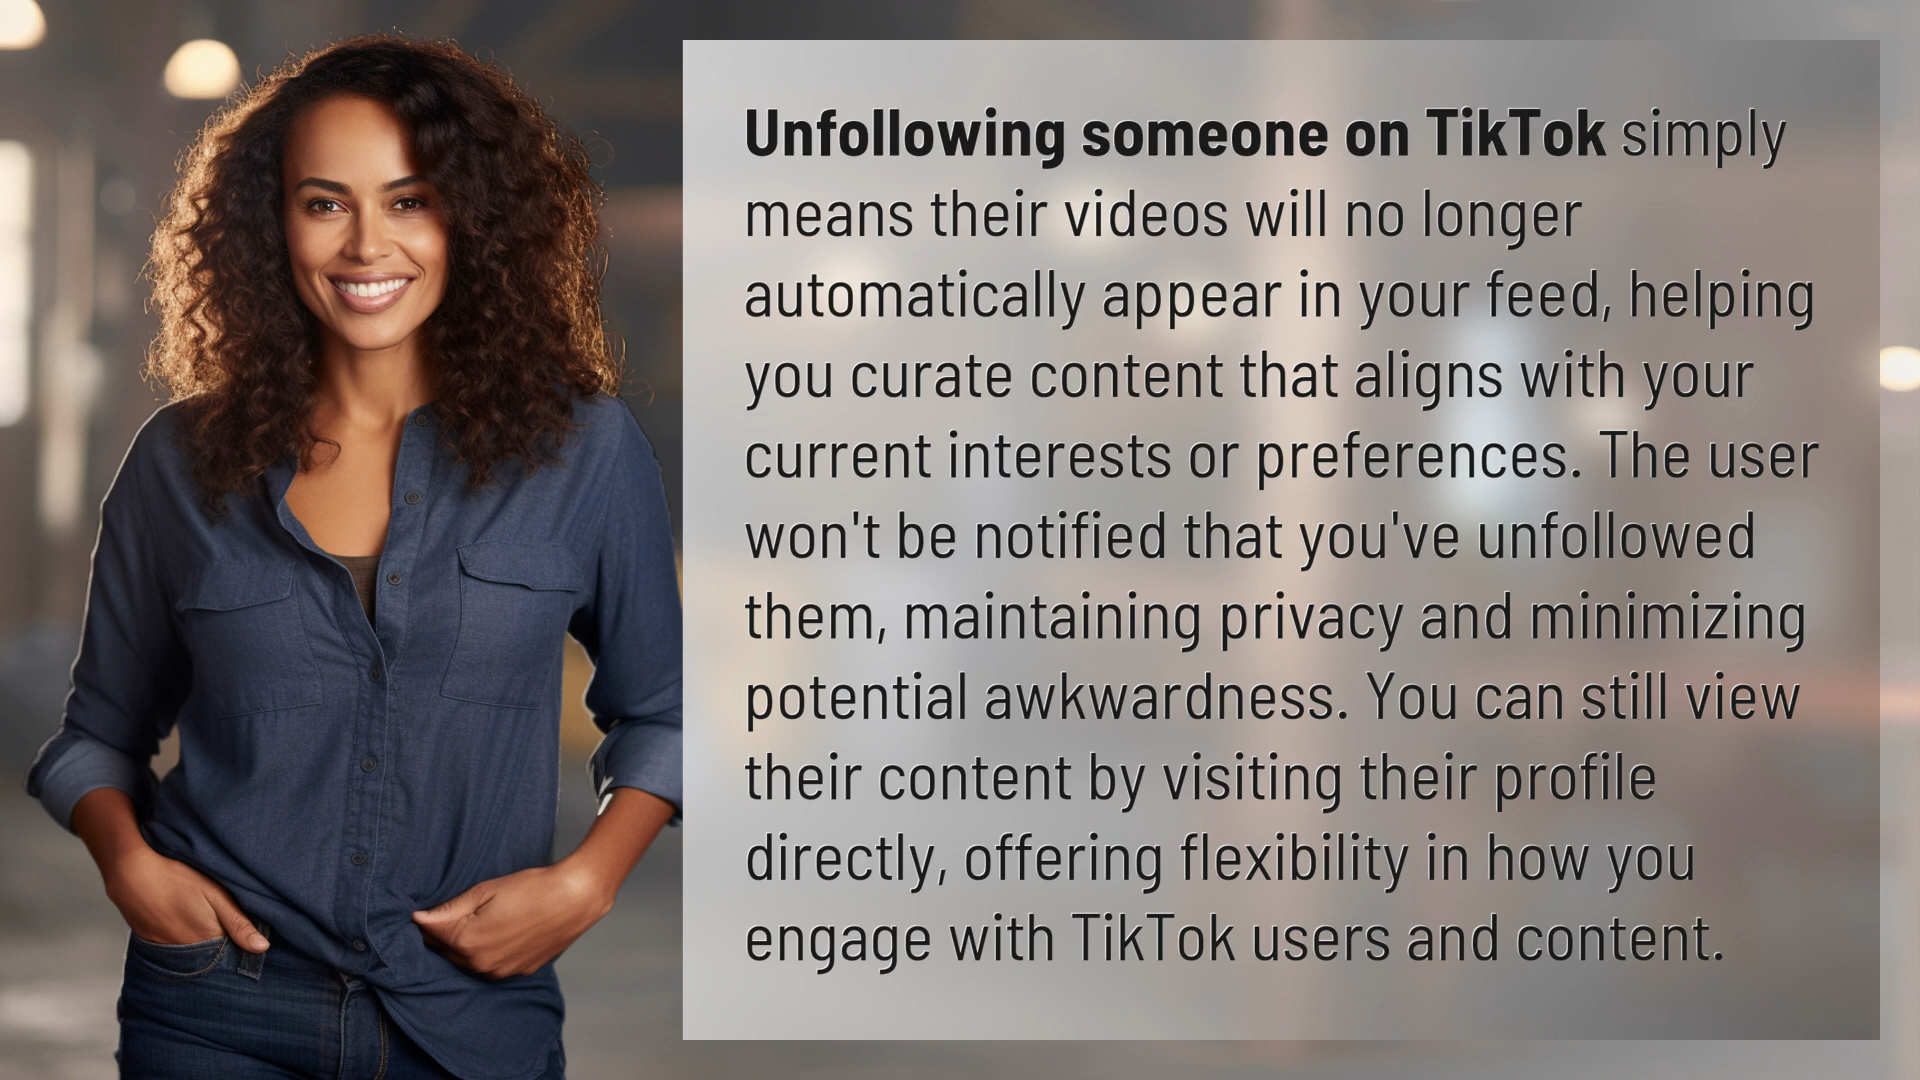 Unfollowing someone on TikTok simply
means their videos will no longer
automatically appear in your feed, helping
you curate content that aligns with your
current interests or preferences. The user
won't be notified that you've unfollowed
them, maintaining privacy and minimizing
potential awkwardness. You can still view
their content by visiting their profile
directly, offering flexibility in how you
engage with TikTok users and content.